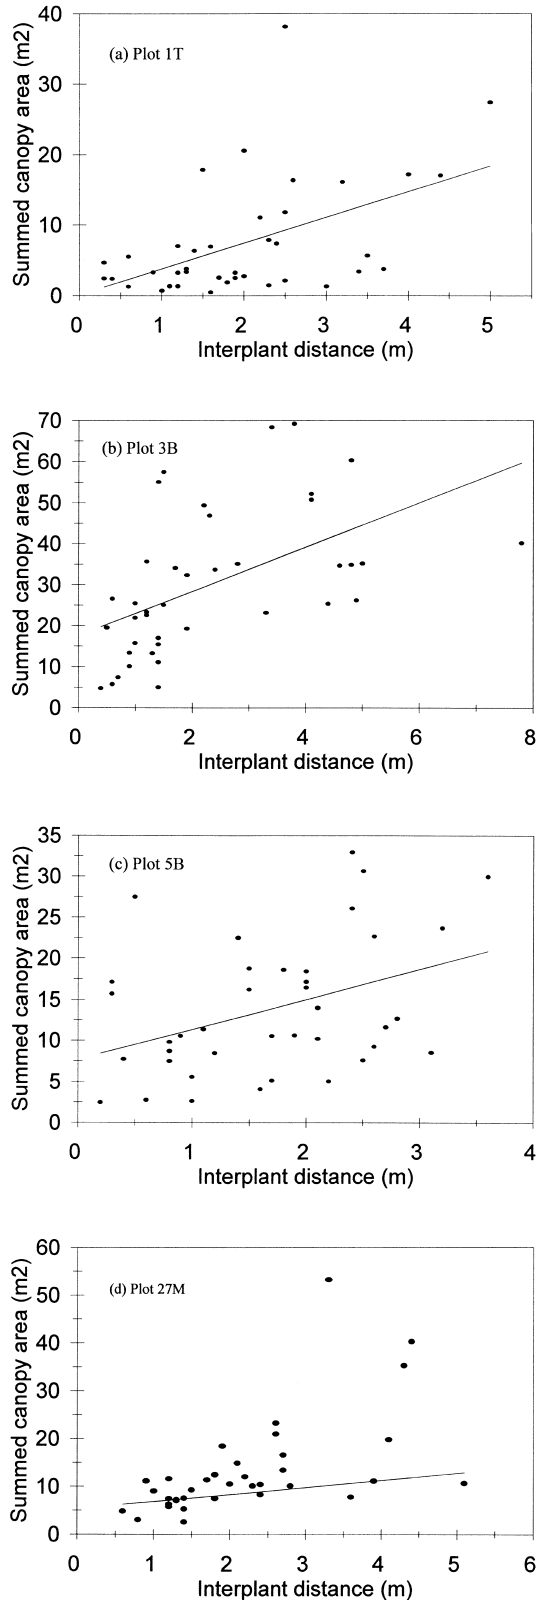 40
(a) Plot 1T
30
20
10
0
0 1 2 3 4 5
Interplant distance (m)
Summed canopy area (m2)
70
(b) Plot 3B
60
50
40
30
20
10
0
0 2 4 6 8
Interplant distance (m)
Summed canopy area (m2)
35
(c) Plot 5B
30
25
20
15
10
5
0
0 1 2 3 4
Interplant distance (m)
Summed canopy area (m2)
60
(d) Plot 27M
50
40
30
20
10
0
1 2 3 4 5 6
Interplant distance (m)
Summed canopy area (m2)